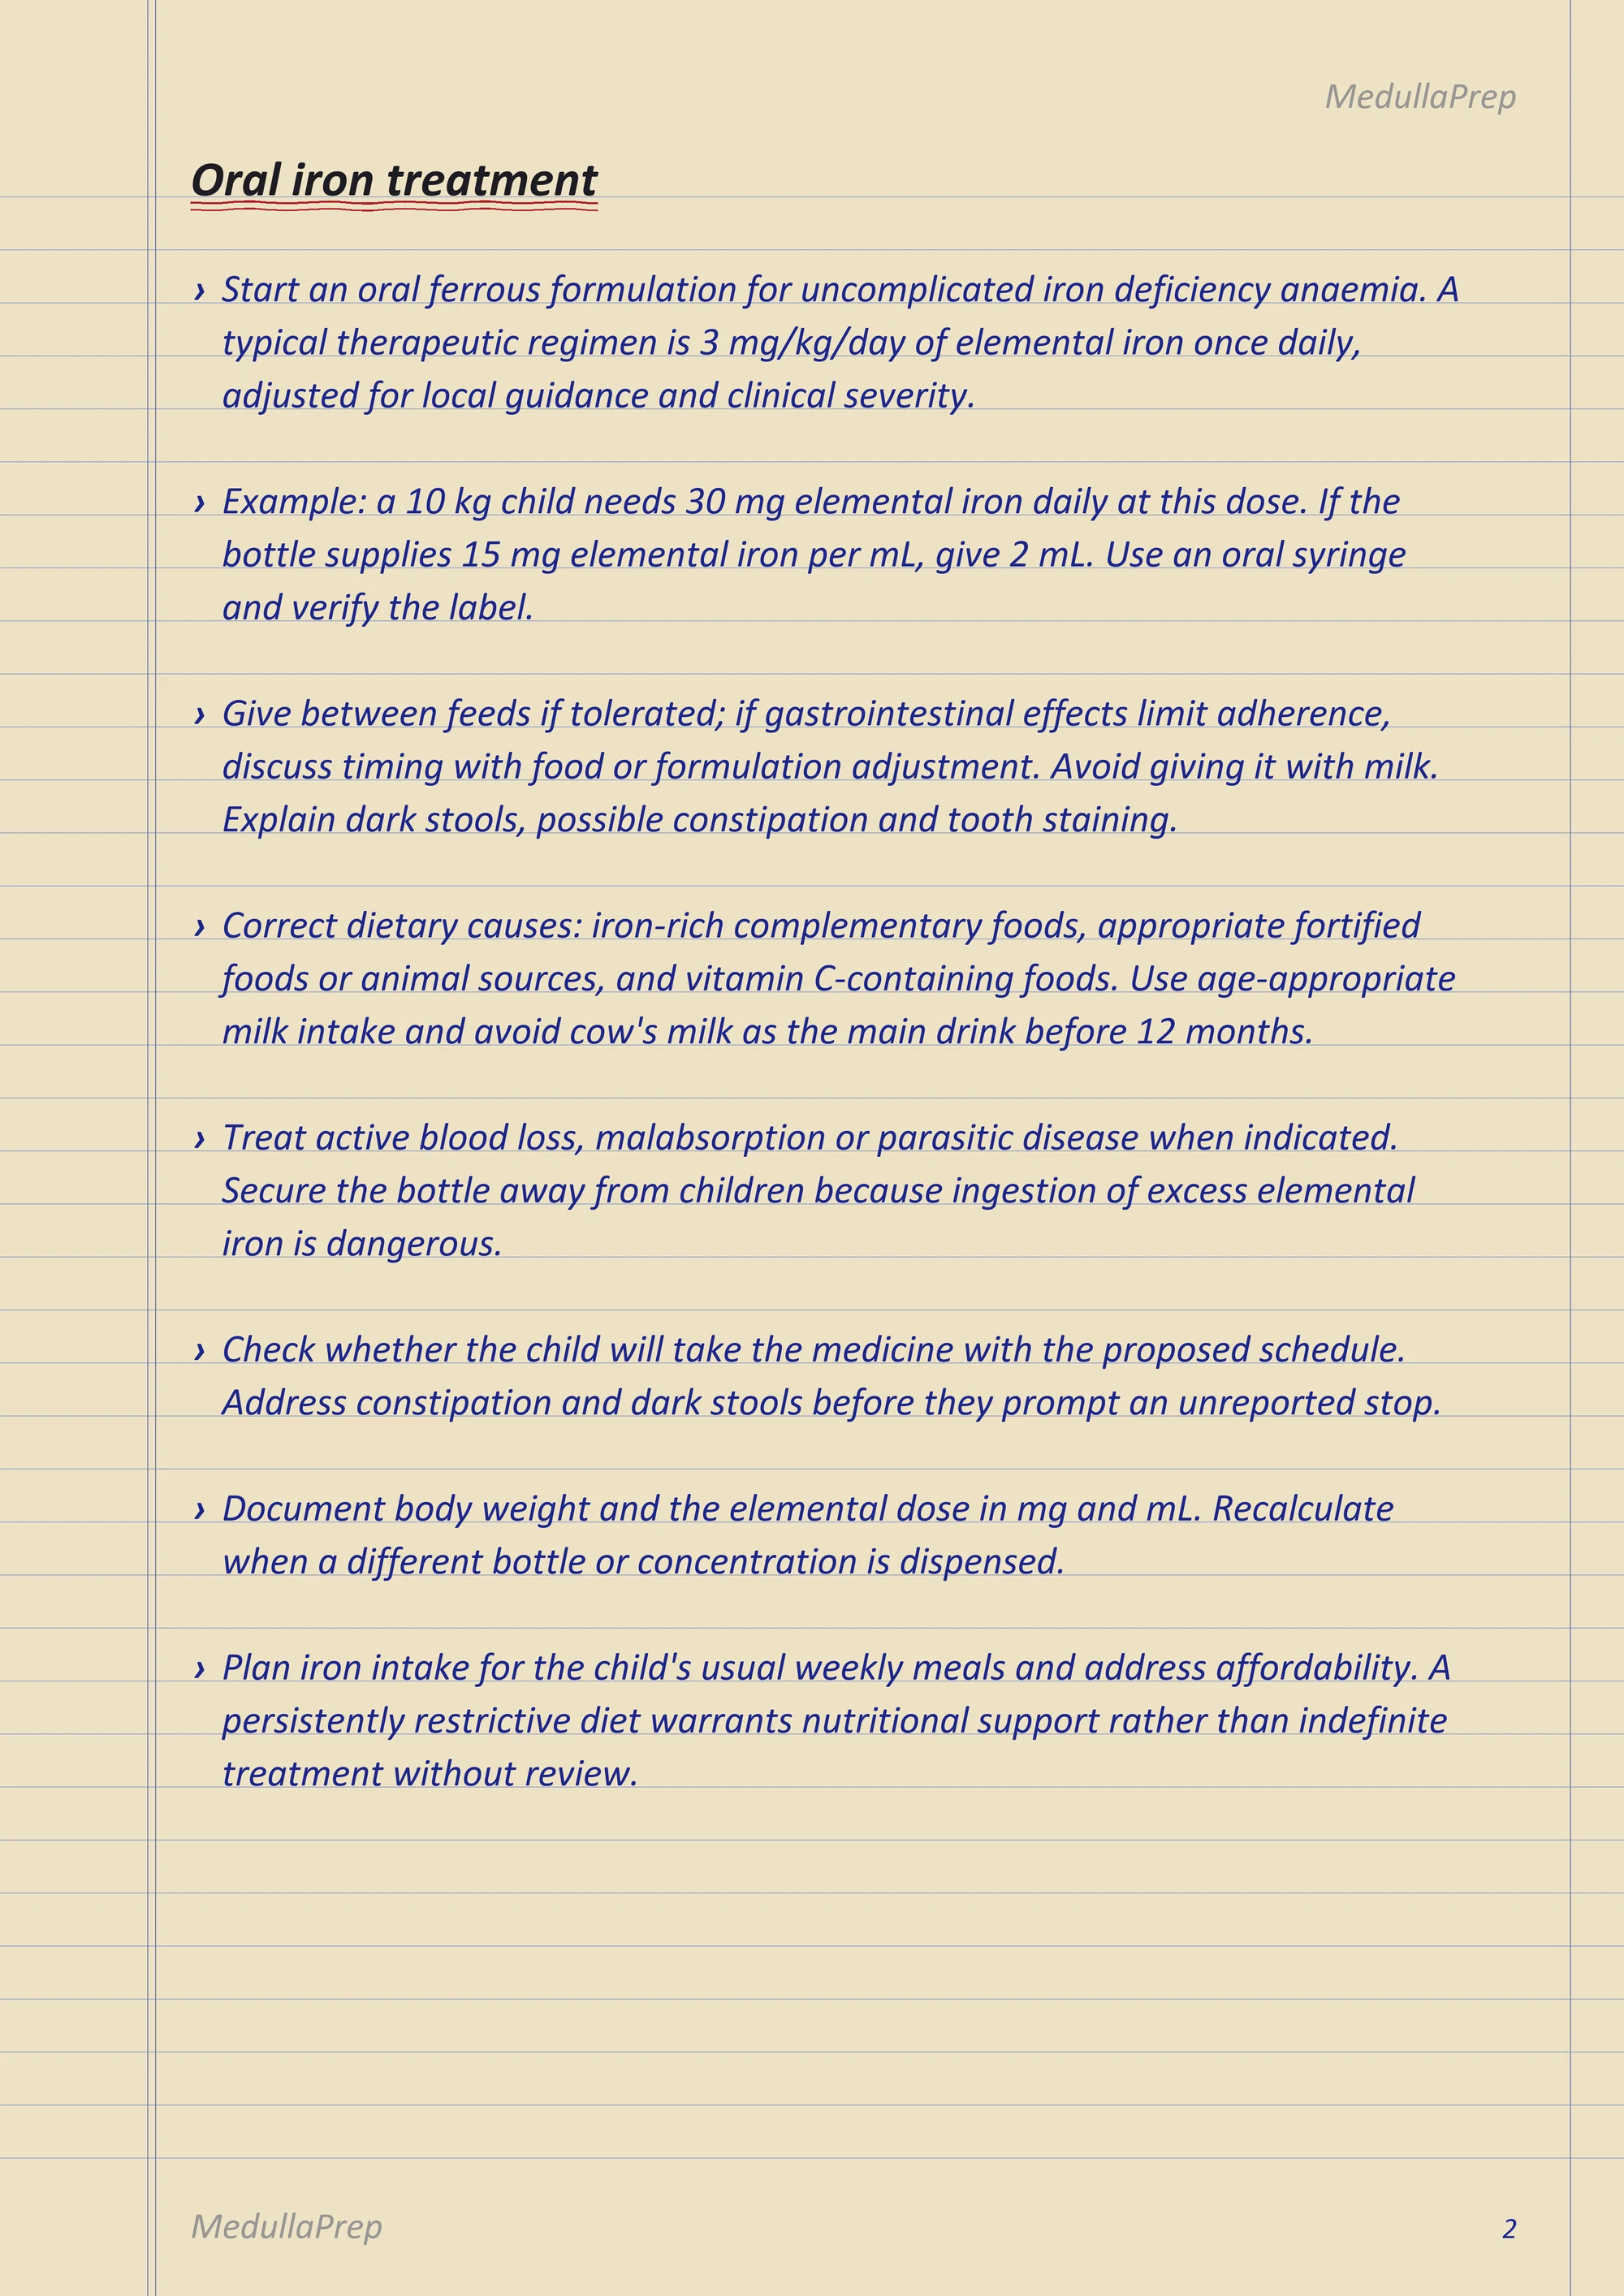 MedullaPrep
Oral iron treatment
› Start an oral ferrous formulation for uncomplicated iron deficiency anaemia. A
typical therapeutic regimen is 3 mg/kg/day of elemental iron once daily,
adjusted for local guidance and clinical severity.
› Example: a 10 kg child needs 30 mg elemental iron daily at this dose. If the
bottle supplies 15 mg elemental iron per mL, give 2 mL. Use an oral syringe
and verify the label.
› Give between feeds if tolerated; if gastrointestinal effects limit adherence,
discuss timing with food or formulation adjustment. Avoid giving it with milk.
Explain dark stools, possible constipation and tooth staining.
› Correct dietary causes: iron-rich complementary foods, appropriate fortified
foods or animal sources, and vitamin C-containing foods. Use age-appropriate
milk intake and avoid cow's milk as the main drink before 12 months.
› Treat active blood loss, malabsorption or parasitic disease when indicated.
Secure the bottle away from children because ingestion of excess elemental
iron is dangerous.
› Check whether the child will take the medicine with the proposed schedule.
Address constipation and dark stools before they prompt an unreported stop.
› Document body weight and the elemental dose in mg and mL. Recalculate
when a different bottle or concentration is dispensed.
› Plan iron intake for the child's usual weekly meals and address affordability. A
persistently restrictive diet warrants nutritional support rather than indefinite
treatment without review.
MedullaPrep
2